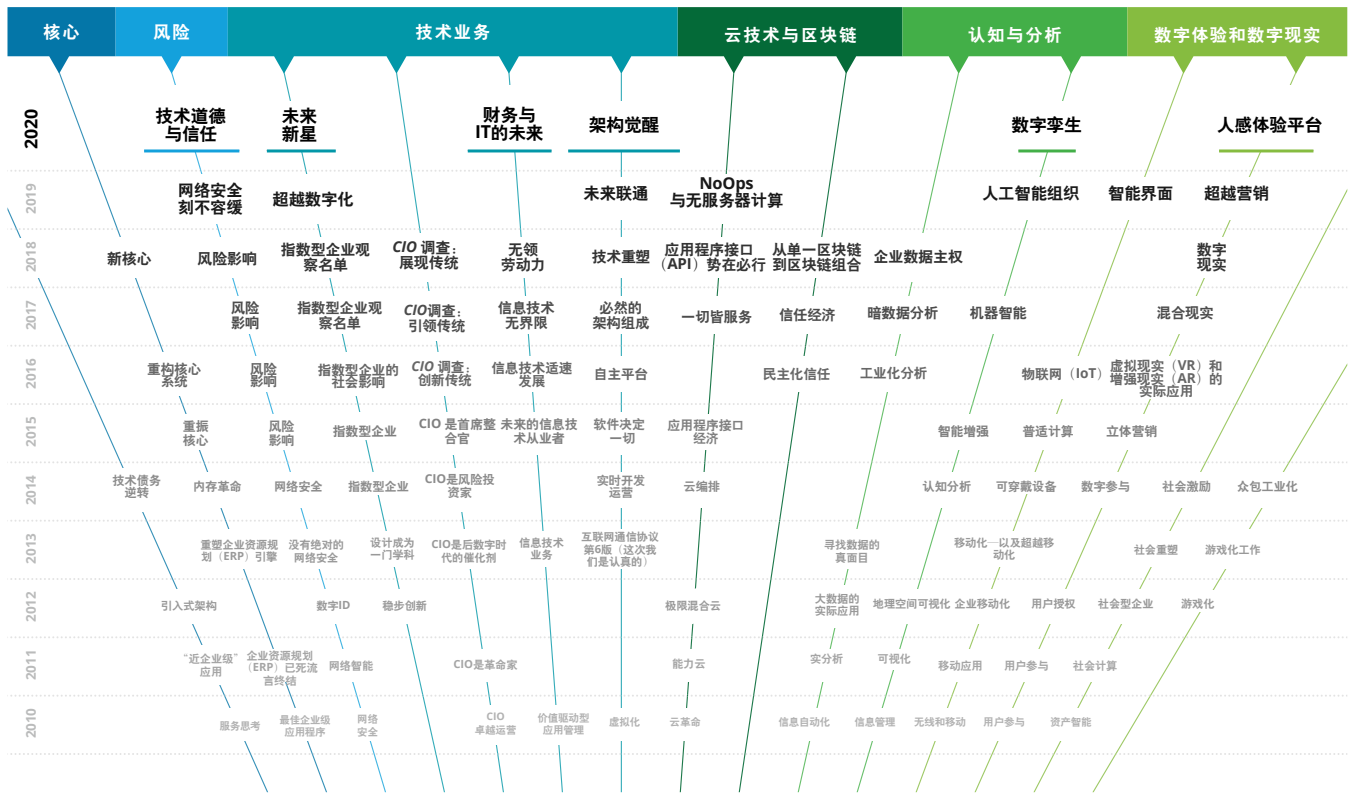 核心
风险
技术业务
云技术与区块链
认知与分析
数字体验和数字现实
2020
技术道德
与信任
未来
新星
财务与
IT的未来
架构觉醒
数字孪生
人感体验平台
2019
网络安全
刻不容缓
超越数字化
未来联通
NoOps
与无服务器计算
人工智能组织
智能界面
超越营销
2018
新核心
风险影响
指数型企业观
察名单
CIO 调查：
展现传统
无领
劳动力
技术重塑
应用程序接口
（API）势在必行
从单一区块链
到区块链组合
企业数据主权
数字
现实
2017
风险
影响
指数型企业观
察名单
CIO调查：
引领传统
信息技术
无界限
必然的
架构组成
一切皆服务
信任经济
暗数据分析
机器智能
混合现实
2016
重构核心
系统
风险
影响
指数型企业的
社会影响
CIO 调查：
创新传统
信息技术适速
发展
自主平台
民主化信任
工业化分析
物联网（IoT）
虚拟现实（VR）和
增强现实（AR）的
实际应用
2015
重振
核心
风险
影响
指数型企业
CIO 是首席整
合官
未来的信息技
术从业者
软件决定
一切
应用程序接口
经济
智能增强
普适计算
立体营销
2014
技术债务
逆转
内存革命
网络安全
指数型企业
CIO是风险投
资家
实时开发
运营
云编排
认知分析
可穿戴设备
数字参与
社会激励
众包工业化
2013
重塑企业资源规
划（ERP）引擎
没有绝对的
网络安全
设计成为
一门学科
CIO是后数字时
代的催化剂
信息技术
业务
互联网通信协议
第6版（这次我
们是认真的）
寻找数据的
真面目
移动化—以及超越移
动化
社会重塑
游戏化工作
2012
引入式架构
数字ID
稳步创新
极限混合云
大数据的
实际应用
地理空间可视化
企业移动化
用户授权
社会型企业
游戏化
2011
“近企业级”
应用
企业资源规划
（ERP）已死流
言终结
网络智能
CIO是革命家
能力云
实分析
可视化
移动应用
用户参与
社会计算
2010
服务思考
最佳企业级
应用程序
网络
安全
CIO
卓越运营
价值驱动型
应用管理
虚拟化
云革命
信息自动化
信息管理
无线和移动
用户参与
资产智能